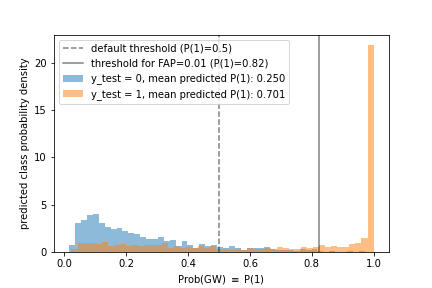 default threshold (P(1)=0.5)
threshold for FAP=0.01 (P(1)=0.82)
y_test = 0, mean predicted P(1): 0.250
y_test = 1, mean predicted P(1): 0.701
predicted class probability density
20
15
10
5
0
0.0 0.2 0.4 0.6 0.8 1.0
Prob(GW) ≡ P(1)